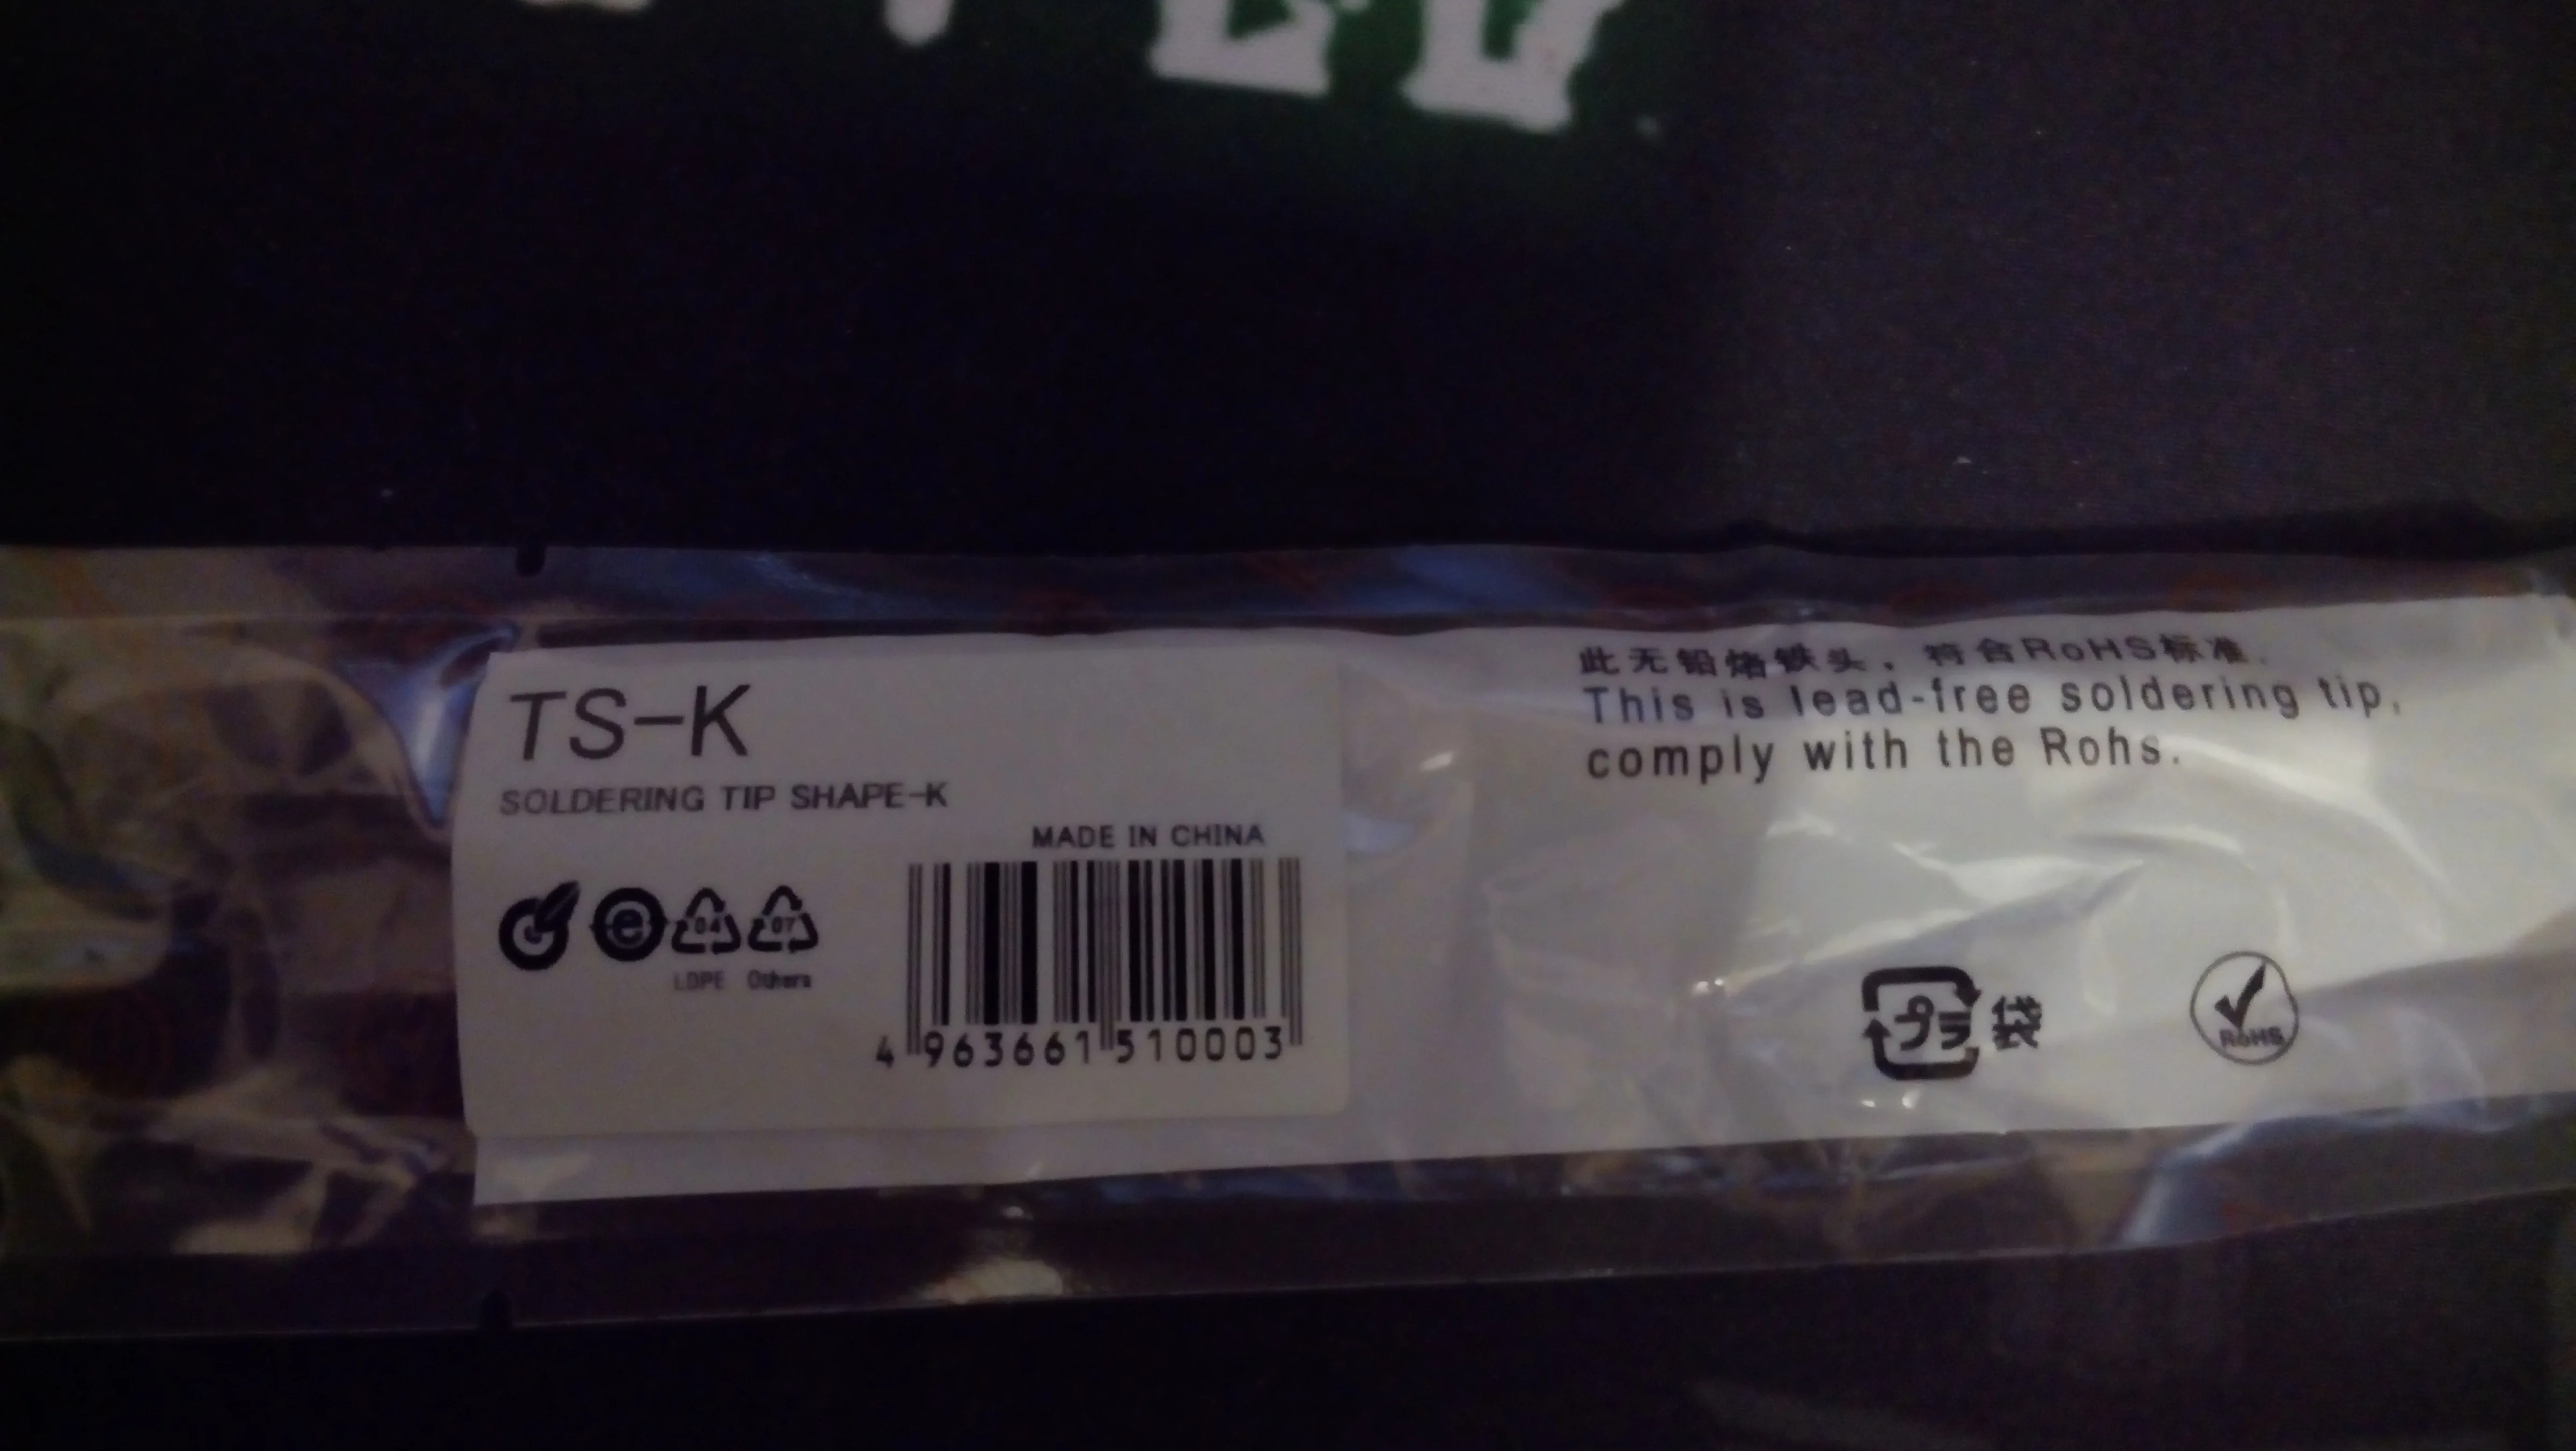 TS-K
SOLDERING TIP SHAPE-K
MADE IN CHINA
e
04
07
LDPE
Others
4 963661 510003
此无铅烙铁头，符合RoHS标准.
This is lead-free soldering tip,
comply with the Rohs.
プラ 袋
RoHS